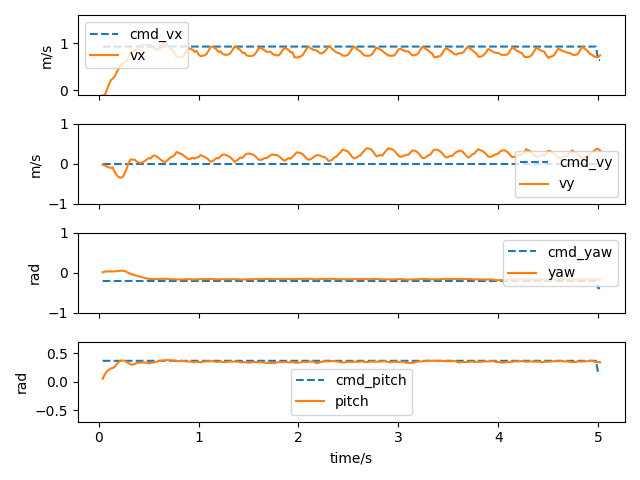 m/s
1
0
cmd_vx
vx
m/s
1
0
−1
cmd_vy
vy
rad
1
0
−1
cmd_yaw
yaw
rad
0.5
0.0
−0.5
cmd_pitch
pitch
0 1 2 3 4 5
time/s